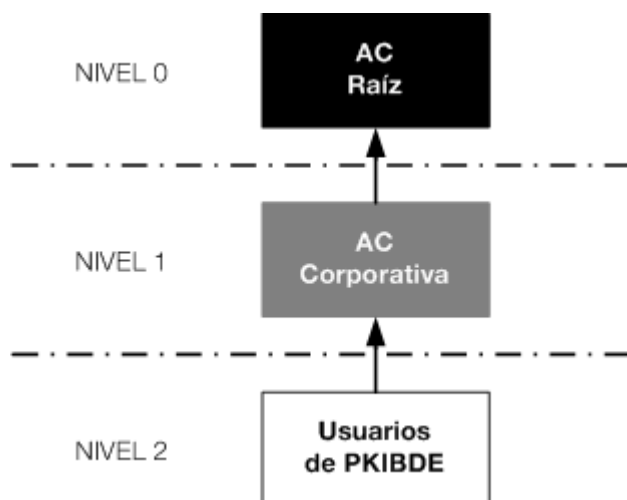 NIVEL 0
AC
Raíz
NIVEL 1
AC
Corporativa
NIVEL 2
Usuarios
de PKIBDE